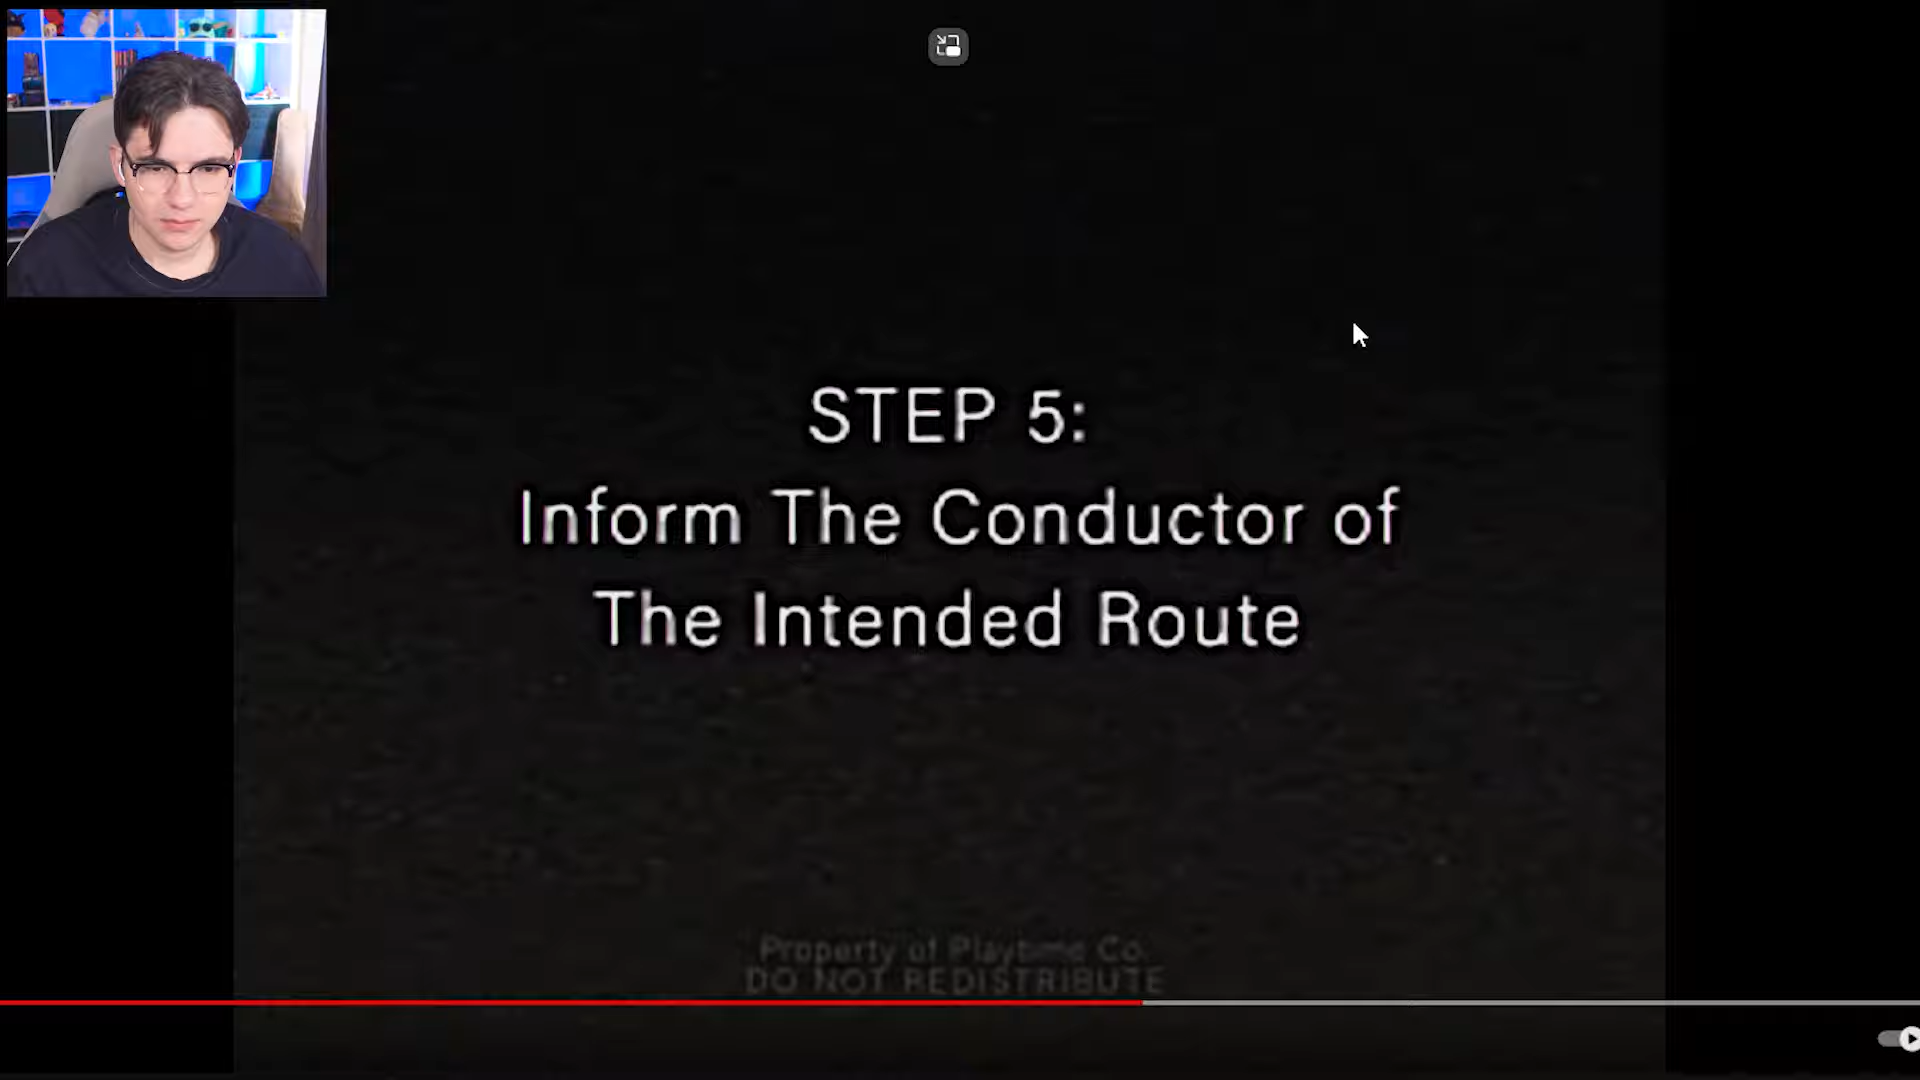 STEP 5:
Inform The Conductor of
The Intended Route
Property of Playtime Co.
DO NOT REDISTRIBUTE